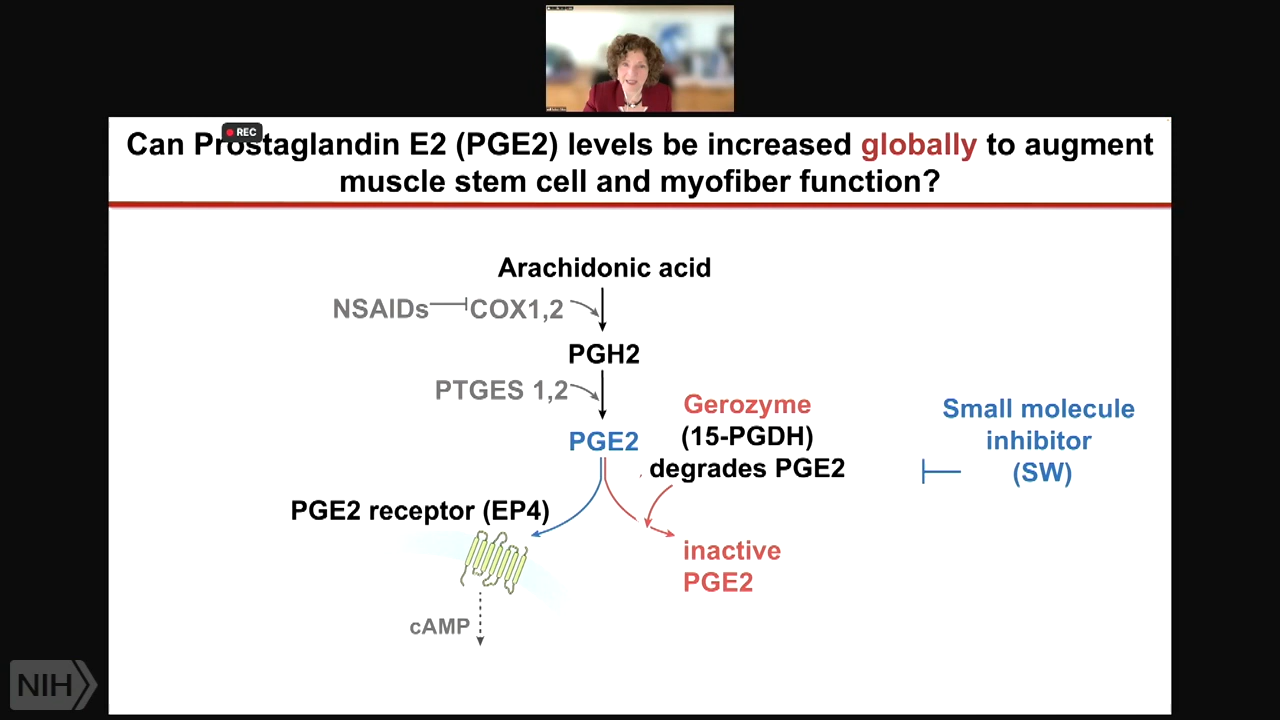 REC
Can Prostaglandin E2 (PGE2) levels be increased globally to augment
muscle stem cell and myofiber function?
Arachidonic acid
NSAIDs COX1,2
PGH2
PTGES 1,2
PGE2
Gerozyme
(15-PGDH)
degrades PGE2
Small molecule
inhibitor
(SW)
PGE2 receptor (EP4)
inactive
PGE2
cAMP
NIH